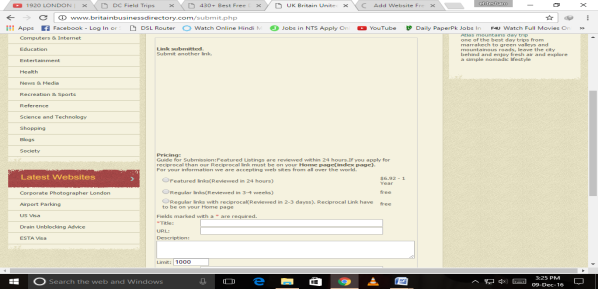 1920 LONDON
DC Field Trips
430+ Best Free
UK Britain Unite
Add Website Fr
www.britainbusinessdirectory.com/submit.php
Apps
Facebook - Log In or
DSL Router
Watch Online Hindi
Jobs in NTS Apply On
YouTube
Daily PaperPk Jobs In
Watch Full Movies On
Computers & Internet
Education
Entertainment
Health
News & Media
Recreation & Sports
Reference
Science and Technology
Shopping
Blogs
Society
Latest Websites
Corporate Photographer London
Airport Parking
US Visa
Drain Unblocking Advice
ESTA Visa
Link submitted.
Submit another link.
Pricing:
Guide for Submission:Featured Listings are reviewed within 24 hours.If you apply for
reciprocal than our Reciprocal link must be on your Home page(index page).
For your information we are accepting web sites from all over the world.
Featured links(Reviewed in 24 hours)
$6.92 - 1
Year
Regular links(Reviewed in 3-4 weeks)
free
Regular links with reciprocal(Reviewed in 2-3 dayes). Reciprocal Link have
to be on your Home page
free
Fields marked with a * are required.
*Title:
URL:
Description:
Limit: 1000
Atlas mountains day trip
one of the best day trips from
marrakech to green valleys and
mountainous roads, leave the city
behind and enjoy fresh air and explore
a simple nomadic lifestyle
Search the web and Windows
3:25 PM
09-Dec-16